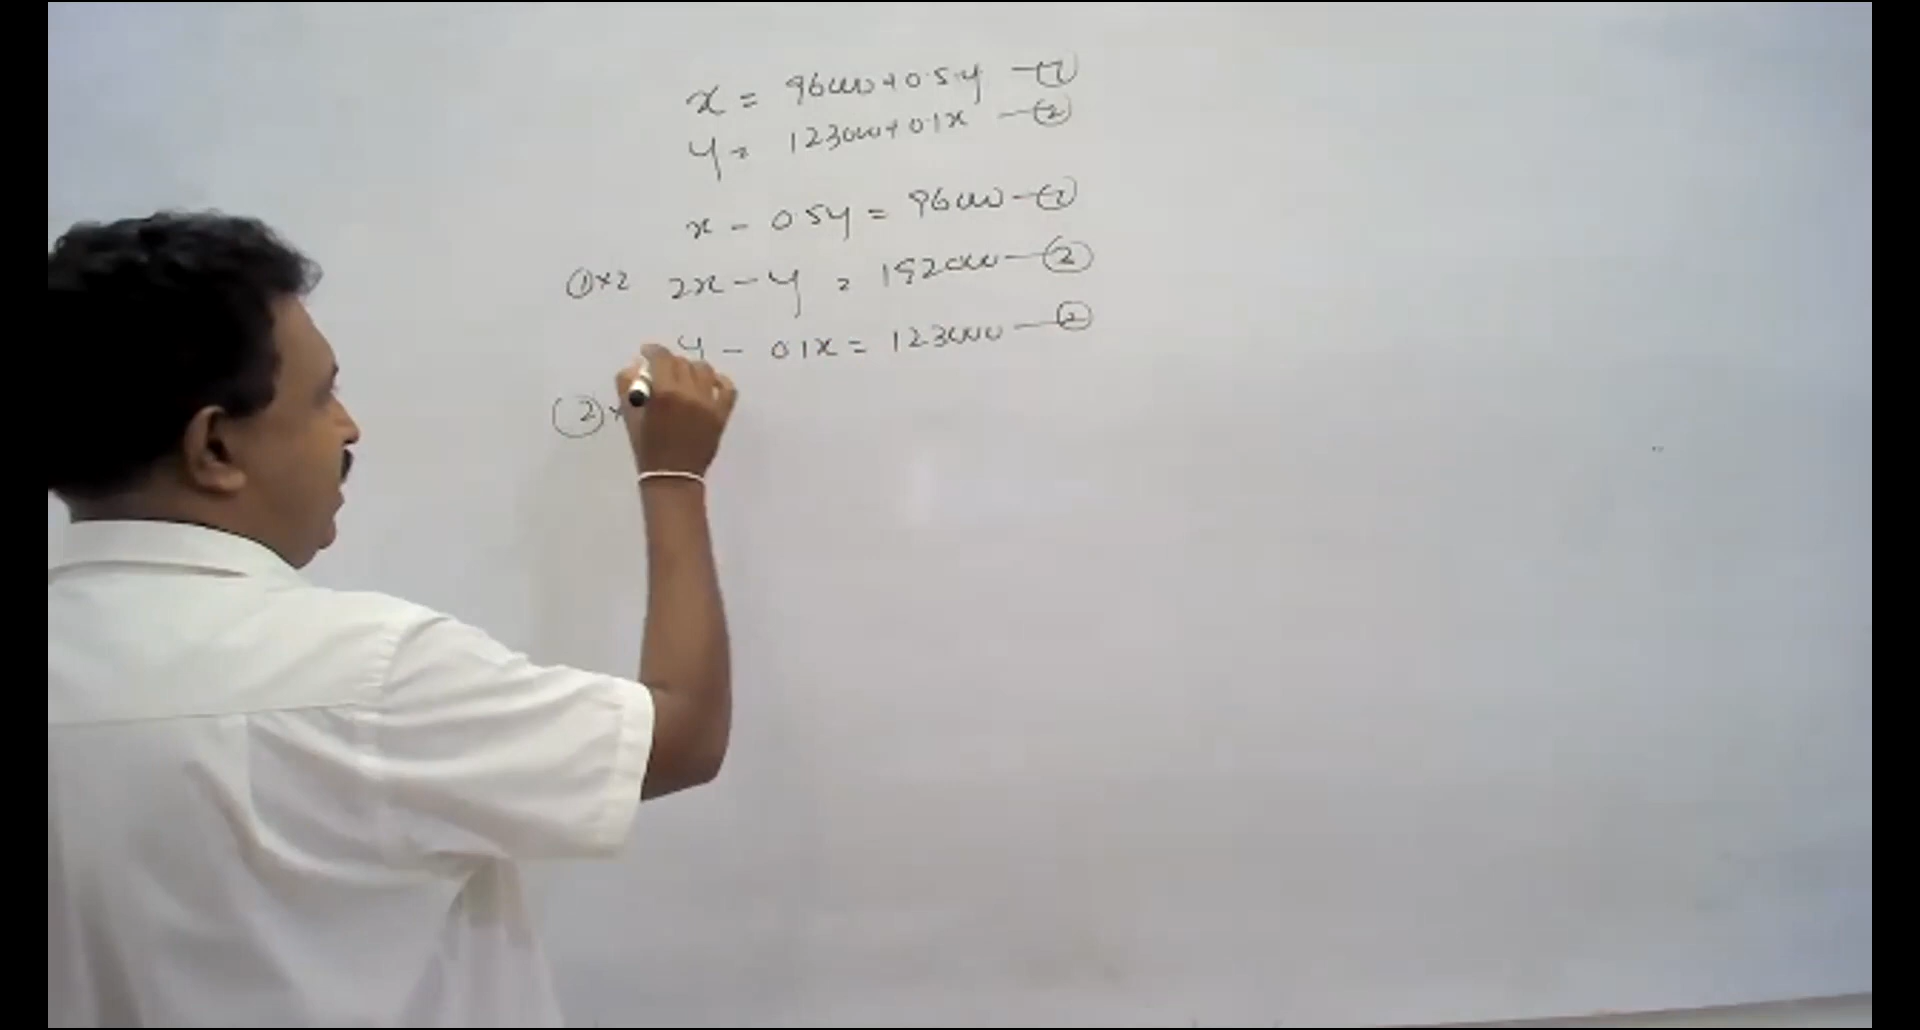 x = 96000 + 0.5y — ①
y = 123000 + 0.1x — ②
x - 0.5y = 96000 — ①
①×2 2x - y = 192000 — ②
y - 0.1x = 123000 — ②
②×